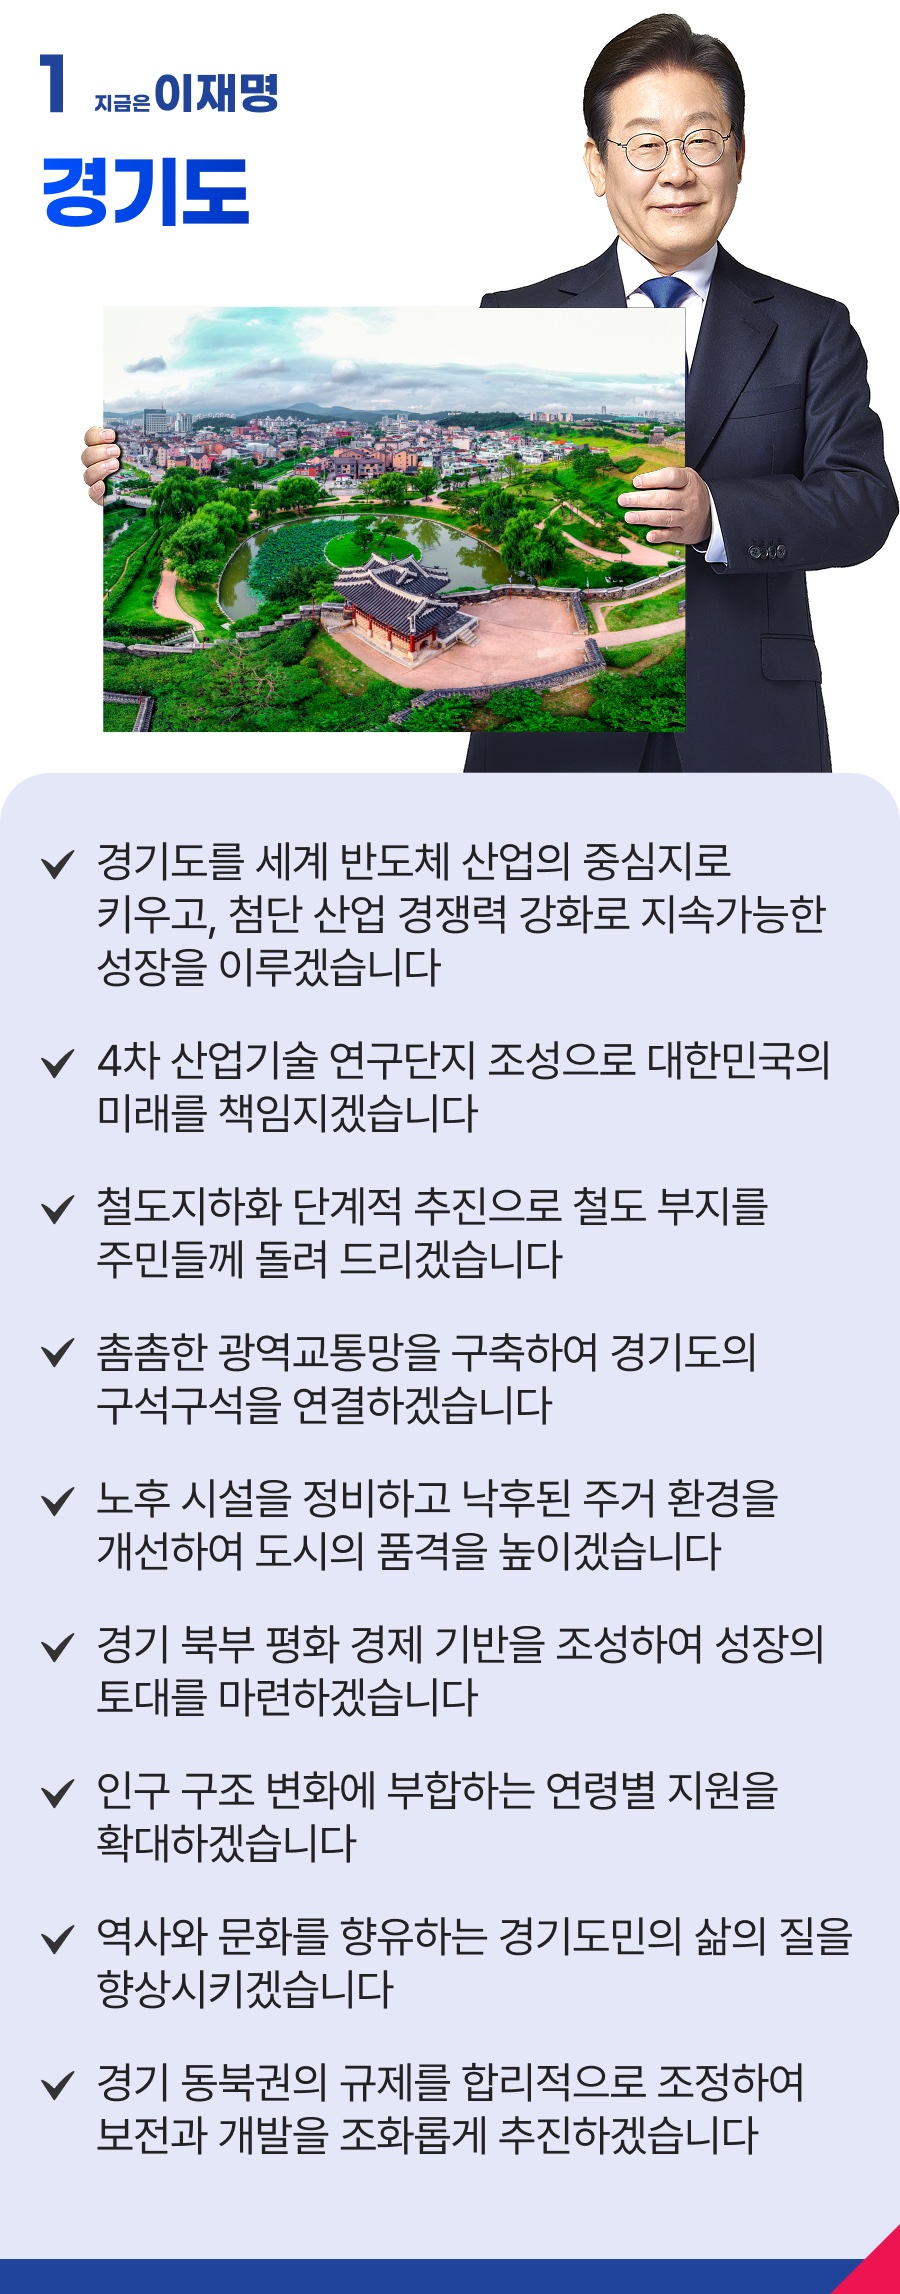 1 지금은이재명
경기도
경기도를 세계 반도체 산업의 중심지로
키우고, 첨단 산업 경쟁력 강화로 지속가능한
성장을 이루겠습니다
4차 산업기술 연구단지 조성으로 대한민국의
미래를 책임지겠습니다
철도지하화 단계적 추진으로 철도 부지를
주민들께 돌려 드리겠습니다
촘촘한 광역교통망을 구축하여 경기도의
구석구석을 연결하겠습니다
노후 시설을 정비하고 낙후된 주거 환경을
개선하여 도시의 품격을 높이겠습니다
경기 북부 평화 경제 기반을 조성하여 성장의
토대를 마련하겠습니다
인구 구조 변화에 부합하는 연령별 지원을
확대하겠습니다
역사와 문화를 향유하는 경기도민의 삶의 질을
향상시키겠습니다
경기 동북권의 규제를 합리적으로 조정하여
보전과 개발을 조화롭게 추진하겠습니다